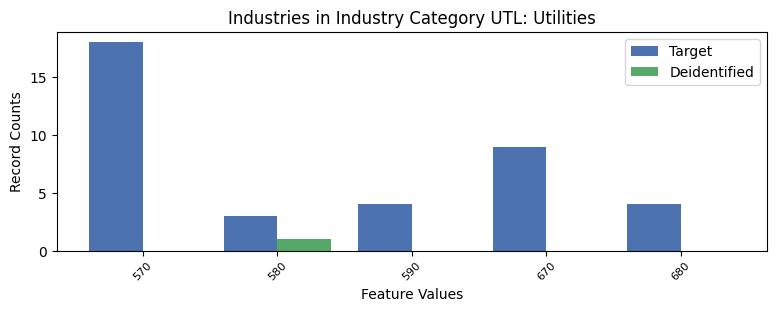 Industries in Industry Category UTL: Utilities
Target
Deidentified
Record Counts
15
10
5
0
570
580
590
670
680
Feature Values